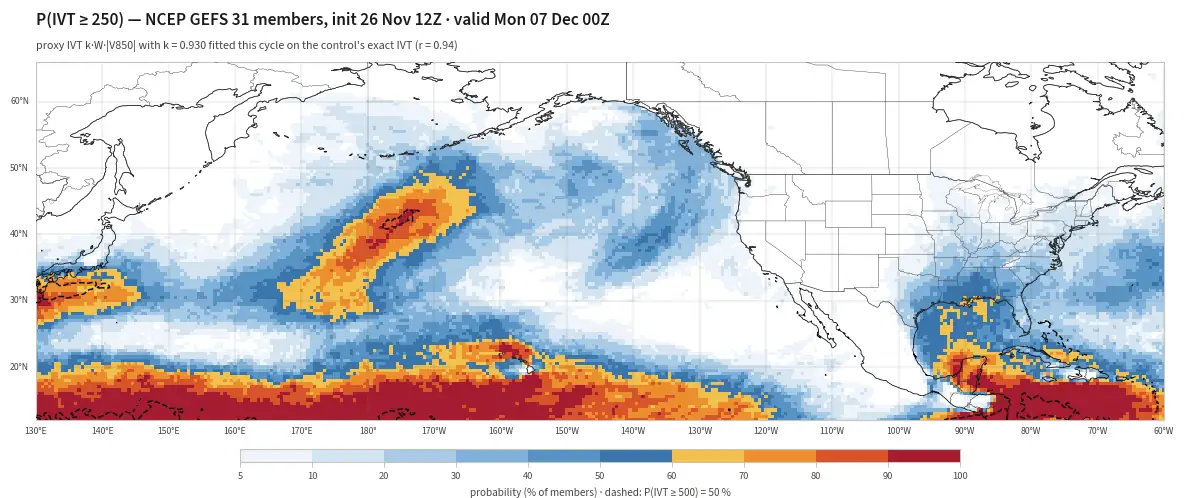 P(IVT ≥ 250) — NCEP GEFS 31 members, init 26 Nov 12Z · valid Mon 07 Dec 00Z
proxy IVT k·W·|V850| with k = 0.930 fitted this cycle on the control's exact IVT (r = 0.94)
60°N
50°N
40°N
30°N
20°N
130°E 140°E 150°E 160°E 170°E 180° 170°W 160°W 150°W 140°W 130°W 120°W 110°W 100°W 90°W 80°W 70°W 60°W
5 10 20 30 40 50 60 70 80 90 100
probability (% of members) · dashed: P(IVT ≥ 500) = 50 %